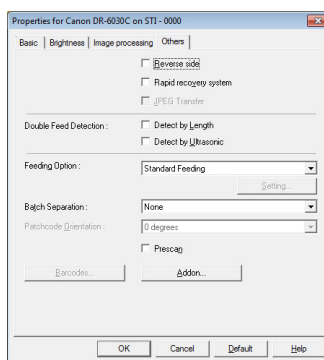 Properties for Canon DR-6030C on STI - 0000
Basic Brightness Image processing Others
Reverse side
Rapid recovery system
JPEG Transfer
Double Feed Detection : Detect by Length
Detect by Ultrasonic
Feeding Option : Standard Feeding
Setting...
Batch Separation : None
Patchcode Orientation : 0 degrees
Prescan
Barcodes... Addon...
OK Cancel Default Help